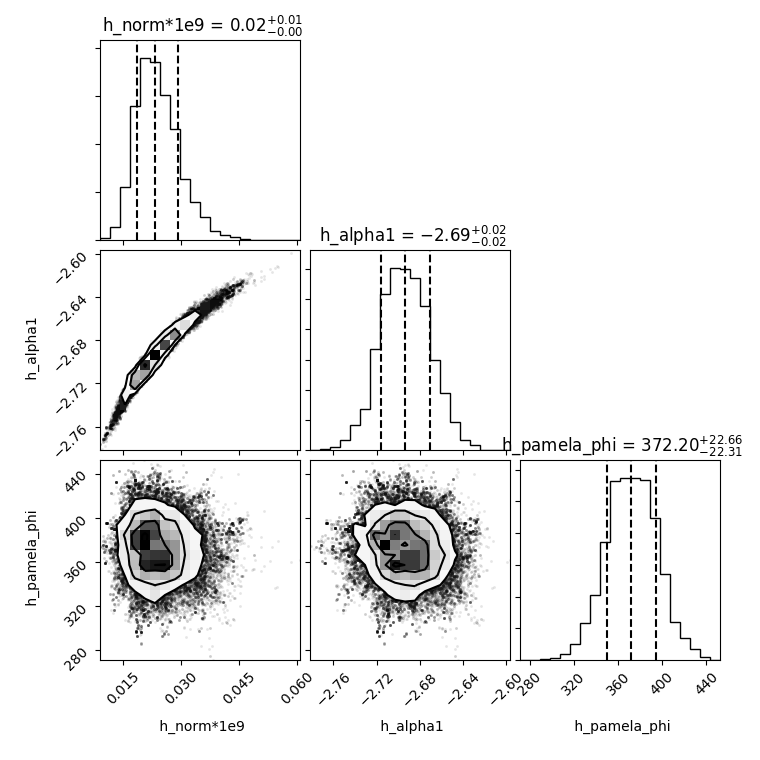 h_norm*1e9 = 0.02+0.01−0.00
h_alpha1 = −2.69+0.02−0.02
h_pamela_phi = 372.20+22.66−22.31
−2.60
−2.64
−2.68
−2.72
−2.76
h_alpha1
440
400
360
320
280
h_pamela_phi
0.015 0.030 0.045 0.060
−2.76 −2.72 −2.68 −2.64 −2.60
280 320 360 400 440
h_norm*1e9 h_alpha1 h_pamela_phi